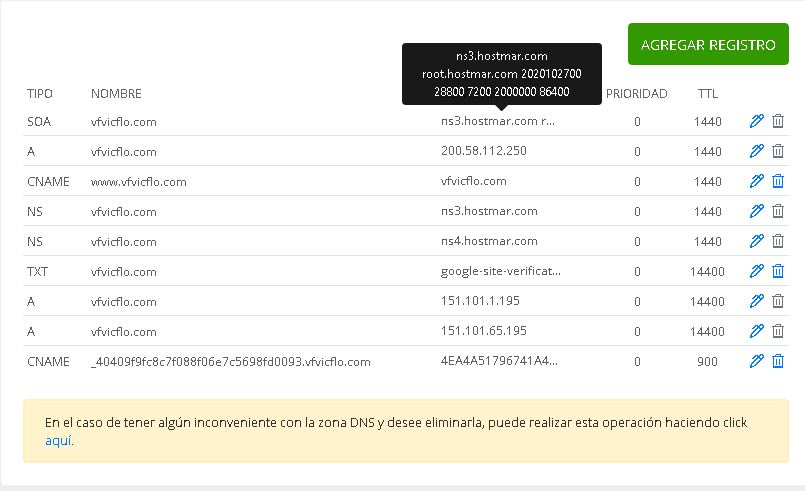 AGREGAR REGISTRO
ns3.hostmar.com
root.hostmar.com 2020102700
28800 7200 2000000 86400
TIPO NOMBRE PRIORIDAD TTL
SOA vfvicflo.com ns3.hostmar.com r... 0 1440
A vfvicflo.com 200.58.112.250 0 1440
CNAME www.vfvicflo.com vfvicflo.com 0 1440
NS vfvicflo.com ns3.hostmar.com 0 1440
NS vfvicflo.com ns4.hostmar.com 0 1440
TXT vfvicflo.com google-site-verificat... 0 14400
A vfvicflo.com 151.101.1.195 0 14400
A vfvicflo.com 151.101.65.195 0 14400
CNAME _40409f9fc8c7f088f06e7c5698fd0093.vfvicflo.com 4EA4A51796741A4... 0 900
En el caso de tener algún inconveniente con la zona DNS y desee eliminarla, puede realizar esta operación haciendo click
aquí.